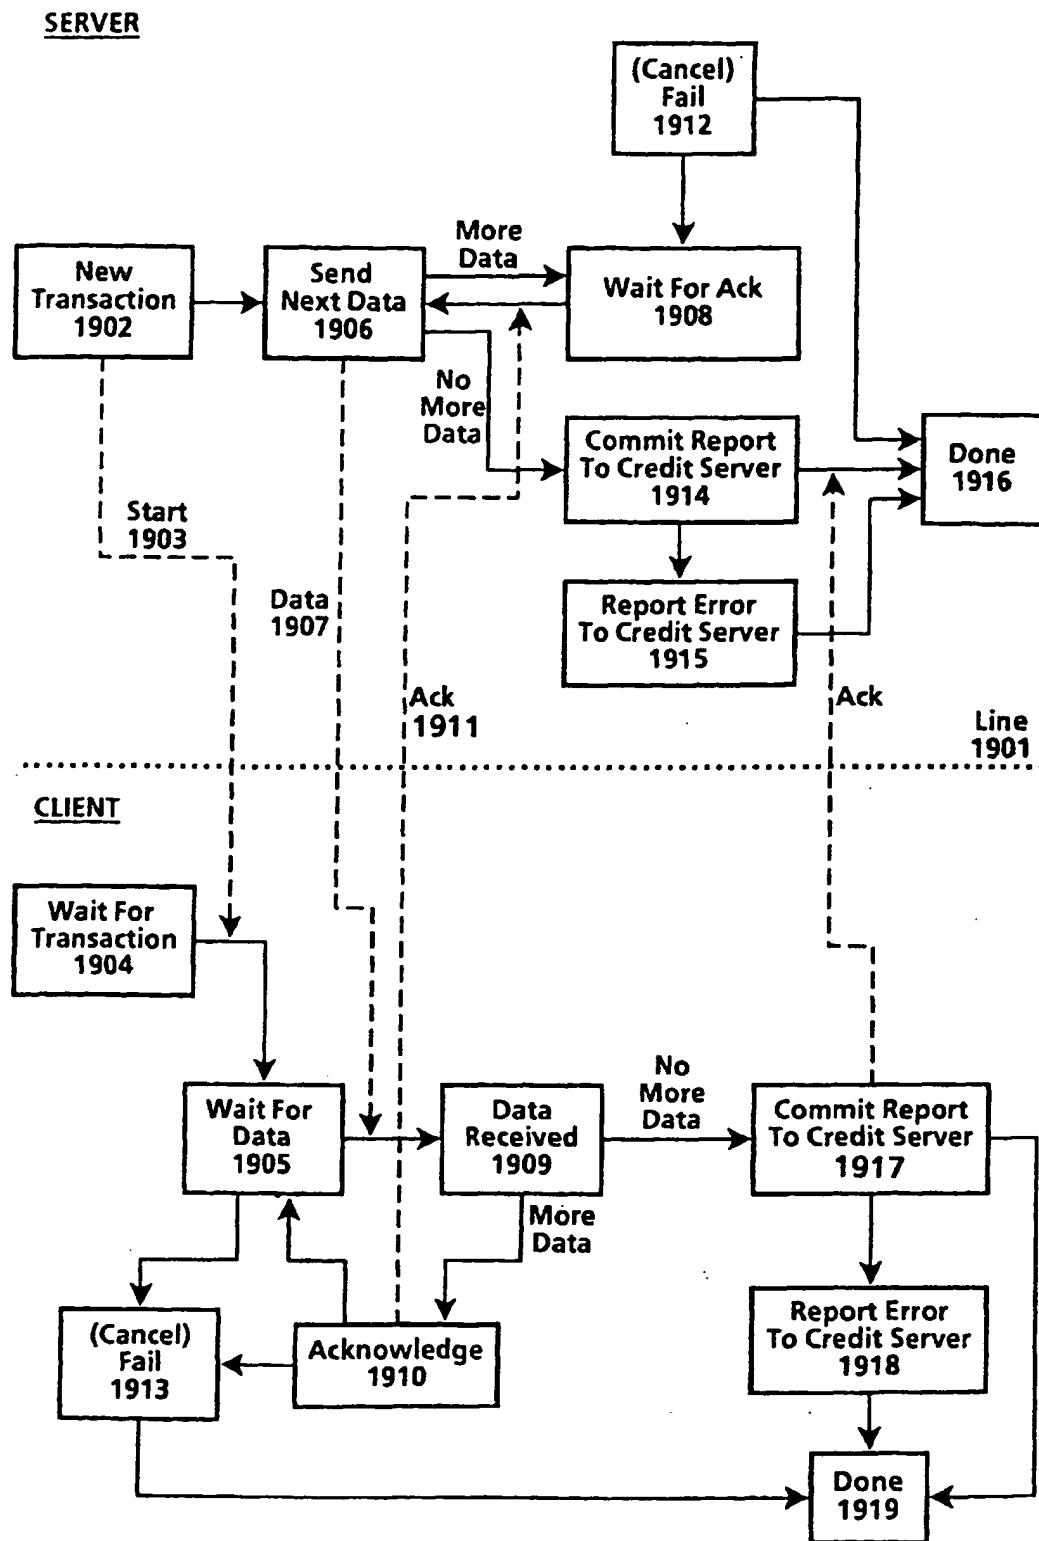 SERVER
(Cancel)
Fail
1912
New
Transaction
1902
Send
Next Data
1906
More
Data
Wait For Ack
1908
No
More
Data
Commit Report
To Credit Server
1914
Done
1916
Start
1903
Data
1907
Report Error
To Credit Server
1915
Ack
1911
Ack
Line
1901
CLIENT
Wait For
Transaction
1904
Wait For
Data
1905
Data
Received
1909
No
More
Data
Commit Report
To Credit Server
1917
More
Data
(Cancel)
Fail
1913
Acknowledge
1910
Report Error
To Credit Server
1918
Done
1919